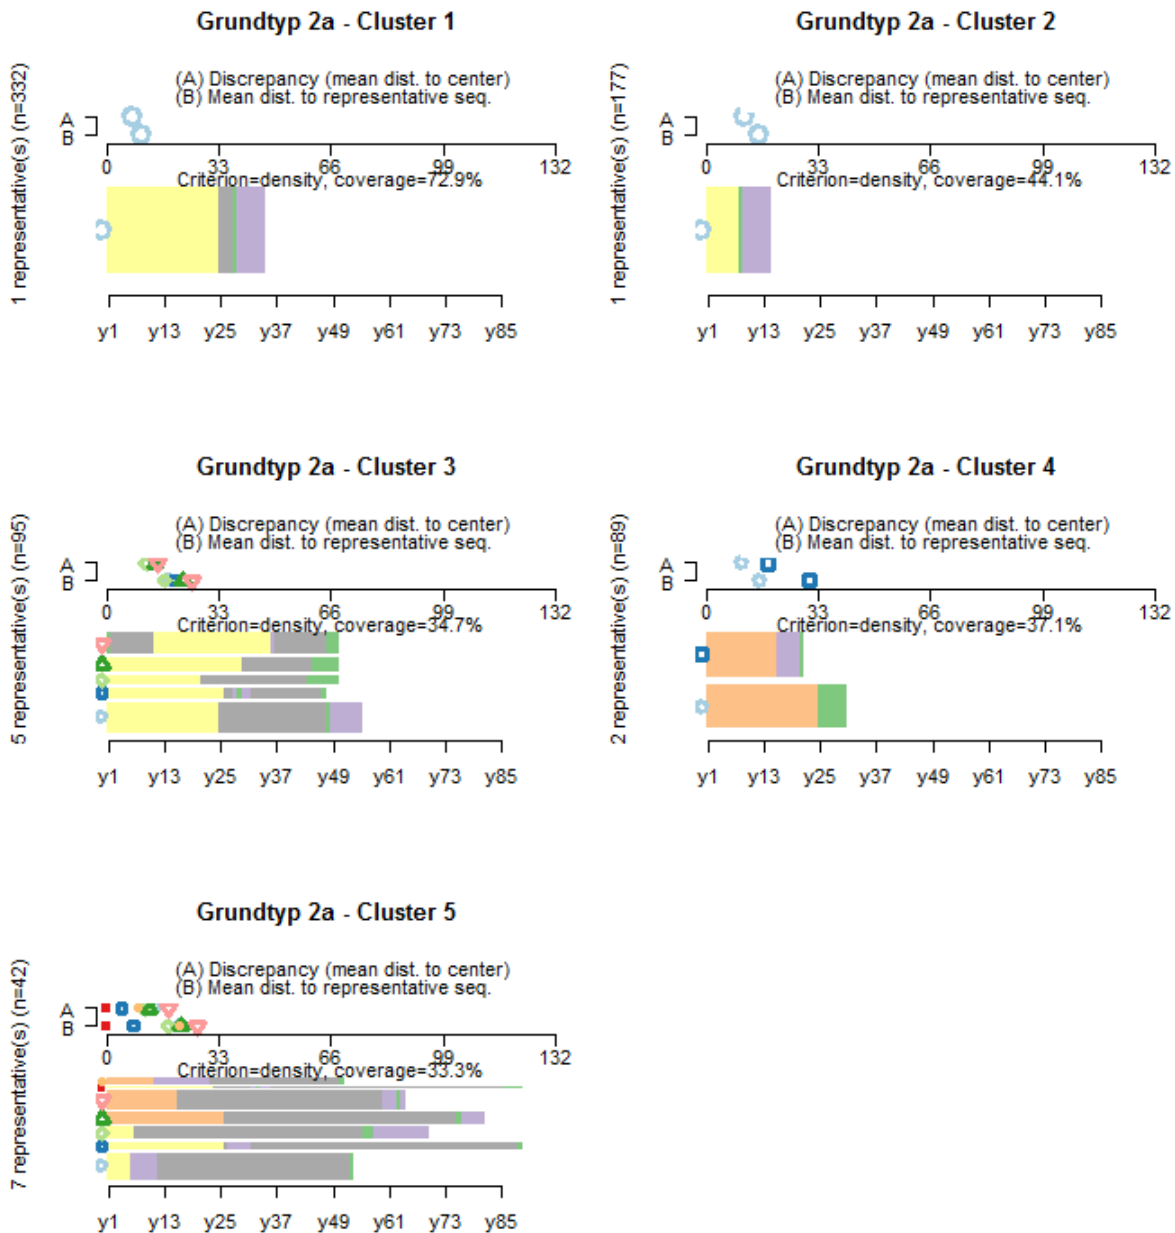 Grundtyp 2a - Cluster 1
1 representative(s) (n=332)
(A) Discrepancy (mean dist. to center)
(B) Mean dist. to representative seq.
A
B
0 33 66 99 132
Criterion=density, coverage=72.9%
y1 y13 y25 y37 y49 y61 y73 y85
Grundtyp 2a - Cluster 2
1 representative(s) (n=177)
(A) Discrepancy (mean dist. to center)
(B) Mean dist. to representative seq.
A
B
0 33 66 99 132
Criterion=density, coverage=44.1%
y1 y13 y25 y37 y49 y61 y73 y85
Grundtyp 2a - Cluster 3
5 representative(s) (n=95)
(A) Discrepancy (mean dist. to center)
(B) Mean dist. to representative seq.
A
B
0 33 66 99 132
Criterion=density, coverage=34.7%
y1 y13 y25 y37 y49 y61 y73 y85
Grundtyp 2a - Cluster 4
2 representative(s) (n=89)
(A) Discrepancy (mean dist. to center)
(B) Mean dist. to representative seq.
A
B
0 33 66 99 132
Criterion=density, coverage=37.1%
y1 y13 y25 y37 y49 y61 y73 y85
Grundtyp 2a - Cluster 5
7 representative(s) (n=42)
(A) Discrepancy (mean dist. to center)
(B) Mean dist. to representative seq.
A
B
0 33 66 99 132
Criterion=density, coverage=33.3%
y1 y13 y25 y37 y49 y61 y73 y85